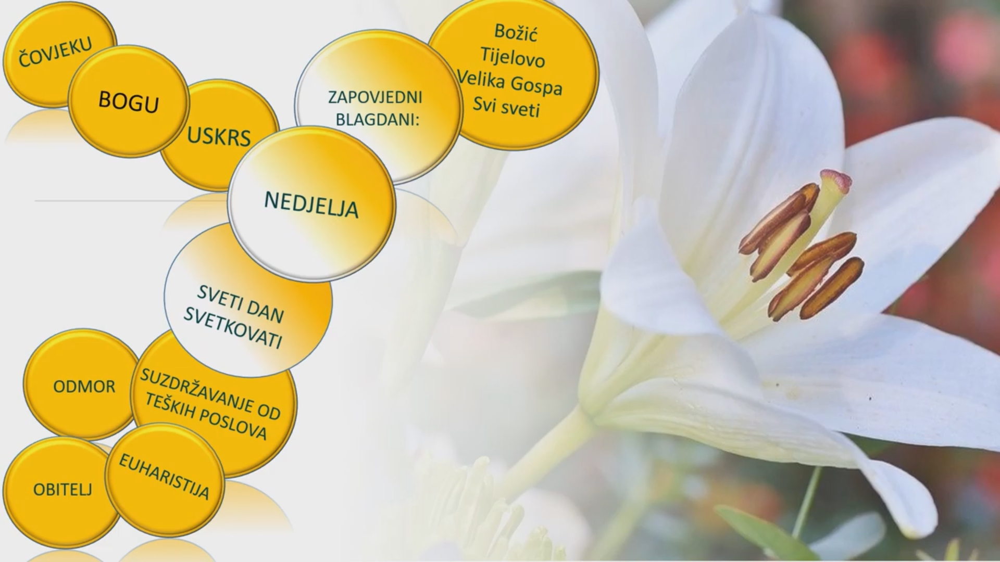 ČOVJEKU
BOGU
USKRS
ZAPOVJEDNI
BLAGDANI:
Božić
Tijelovo
Velika Gospa
Svi sveti
NEDJELJA
SVETI DAN
SVETKOVATI
ODMOR
SUZDRŽAVANJE OD
TEŠKIH POSLOVA
OBITELJ
EUHARISTIJA